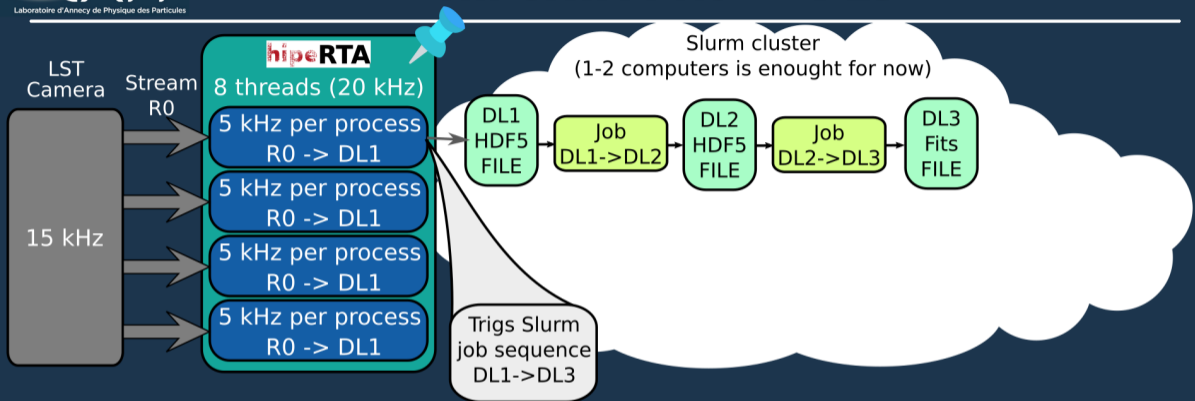 Laboratoire d'Annecy de Physique des Particules
LST
Camera
15 kHz
Stream
R0
hipeRTA
8 threads (20 kHz)
5 kHz per process
R0 -> DL1
5 kHz per process
R0 -> DL1
5 kHz per process
R0 -> DL1
5 kHz per process
R0 -> DL1
Trigs Slurm
job sequence
DL1->DL3
Slurm cluster
(1-2 computers is enought for now)
DL1
HDF5
FILE
Job
DL1->DL2
DL2
HDF5
FILE
Job
DL2->DL3
DL3
Fits
FILE